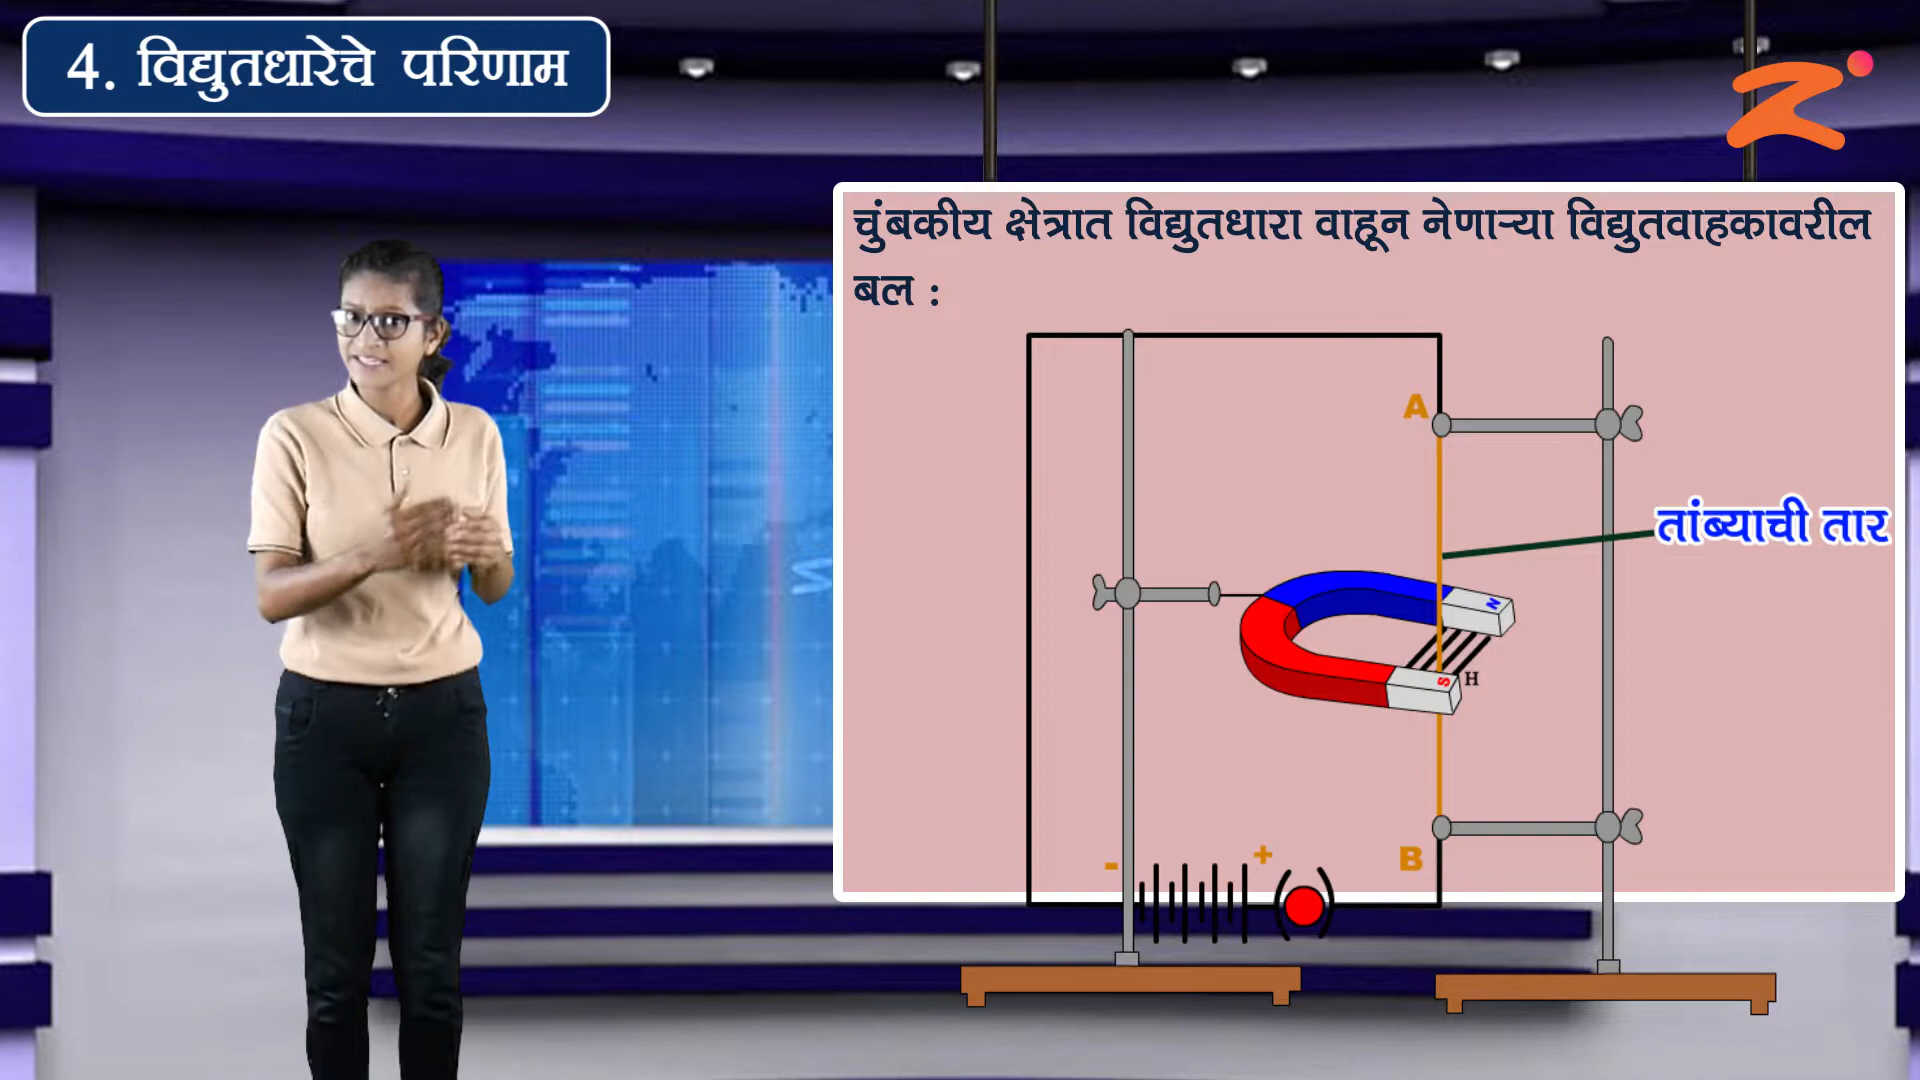 4. विद्युतधारेचे परिणाम
चुंबकीय क्षेत्रात विद्युतधारा वाहून नेणाऱ्या विद्युतवाहकावरील
बल :
A
तांब्याची तार
N
S
H
B
- +